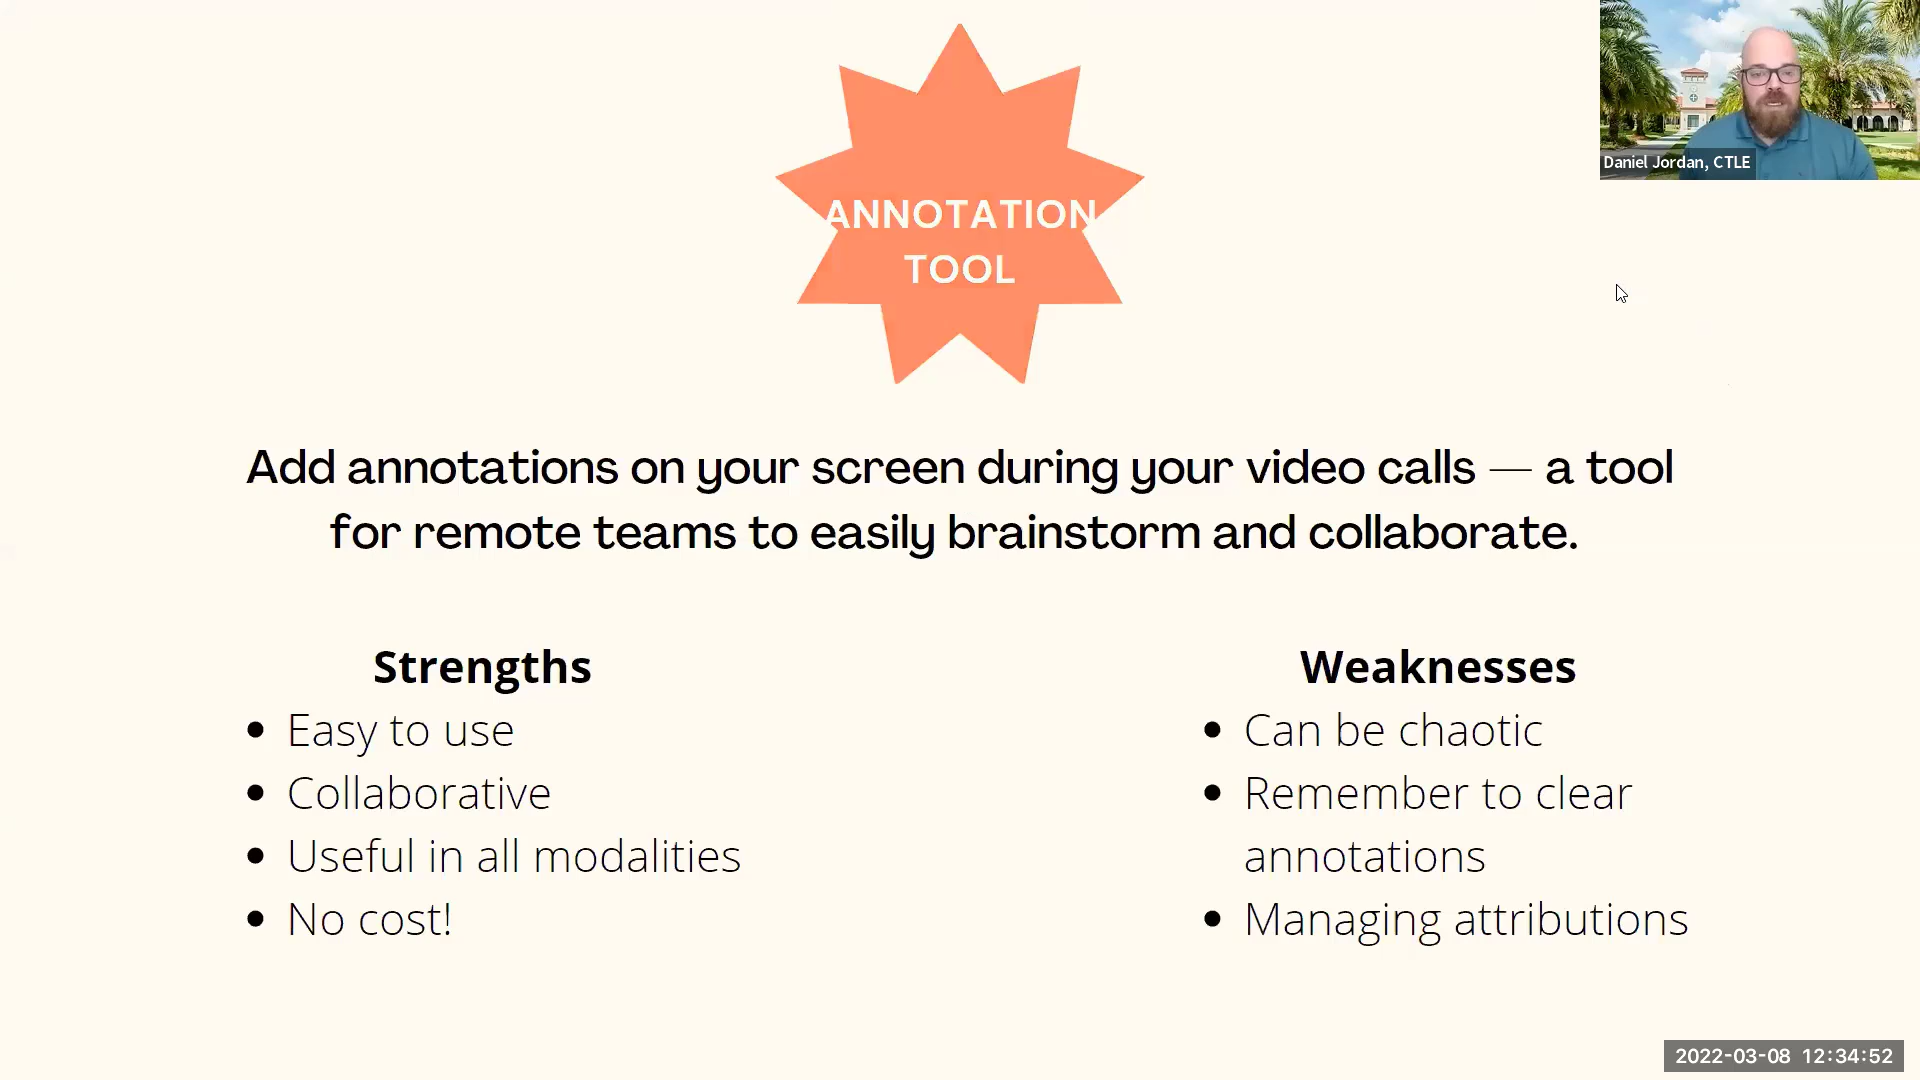 ANNOTATION
TOOL
Daniel Jordan, CTLE
Add annotations on your screen during your video calls — a tool
for remote teams to easily brainstorm and collaborate.
Strengths
• Easy to use
• Collaborative
• Useful in all modalities
• No cost!
Weaknesses
• Can be chaotic
• Remember to clear
annotations
• Managing attributions
2022-03-08 12:34:52